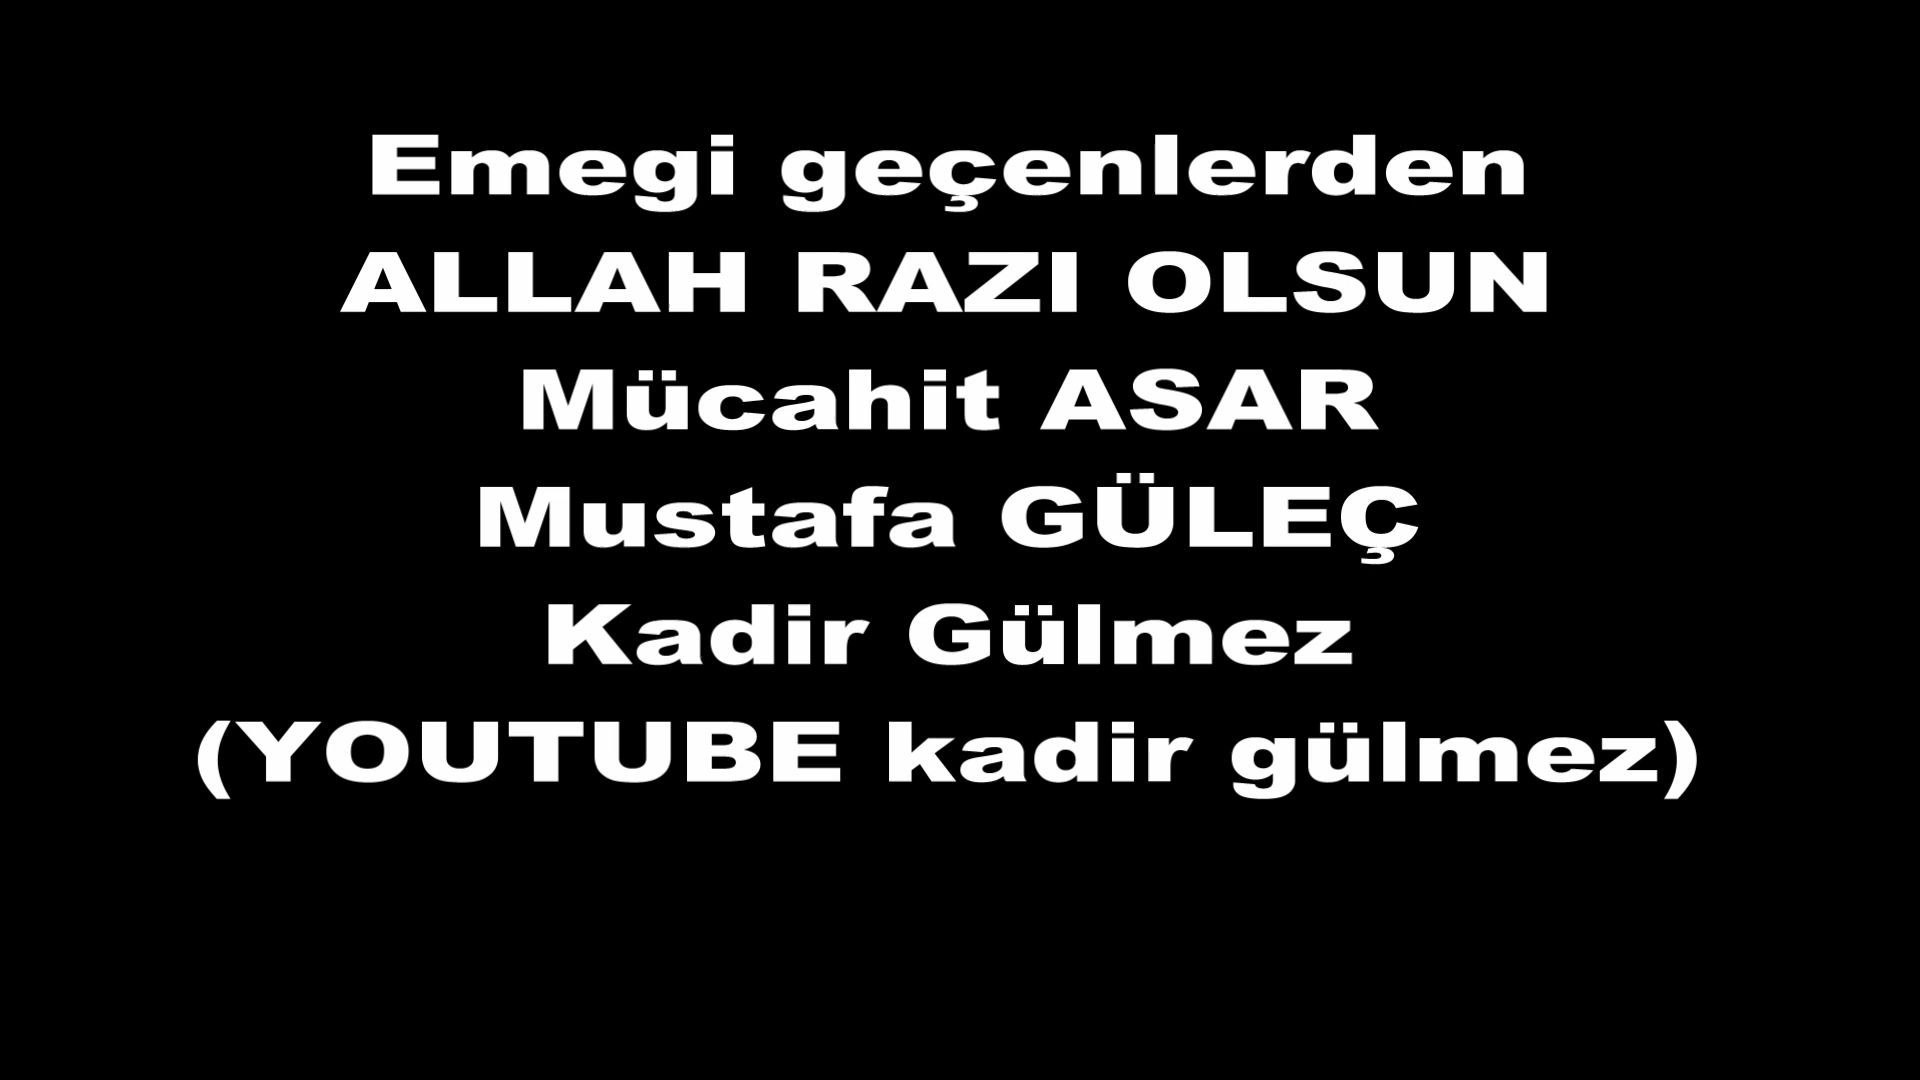 Emegi geçenlerden
ALLAH RAZI OLSUN
Mücahit ASAR
Mustafa GÜLEÇ
Kadir Gülmez
(YOUTUBE kadir gülmez)